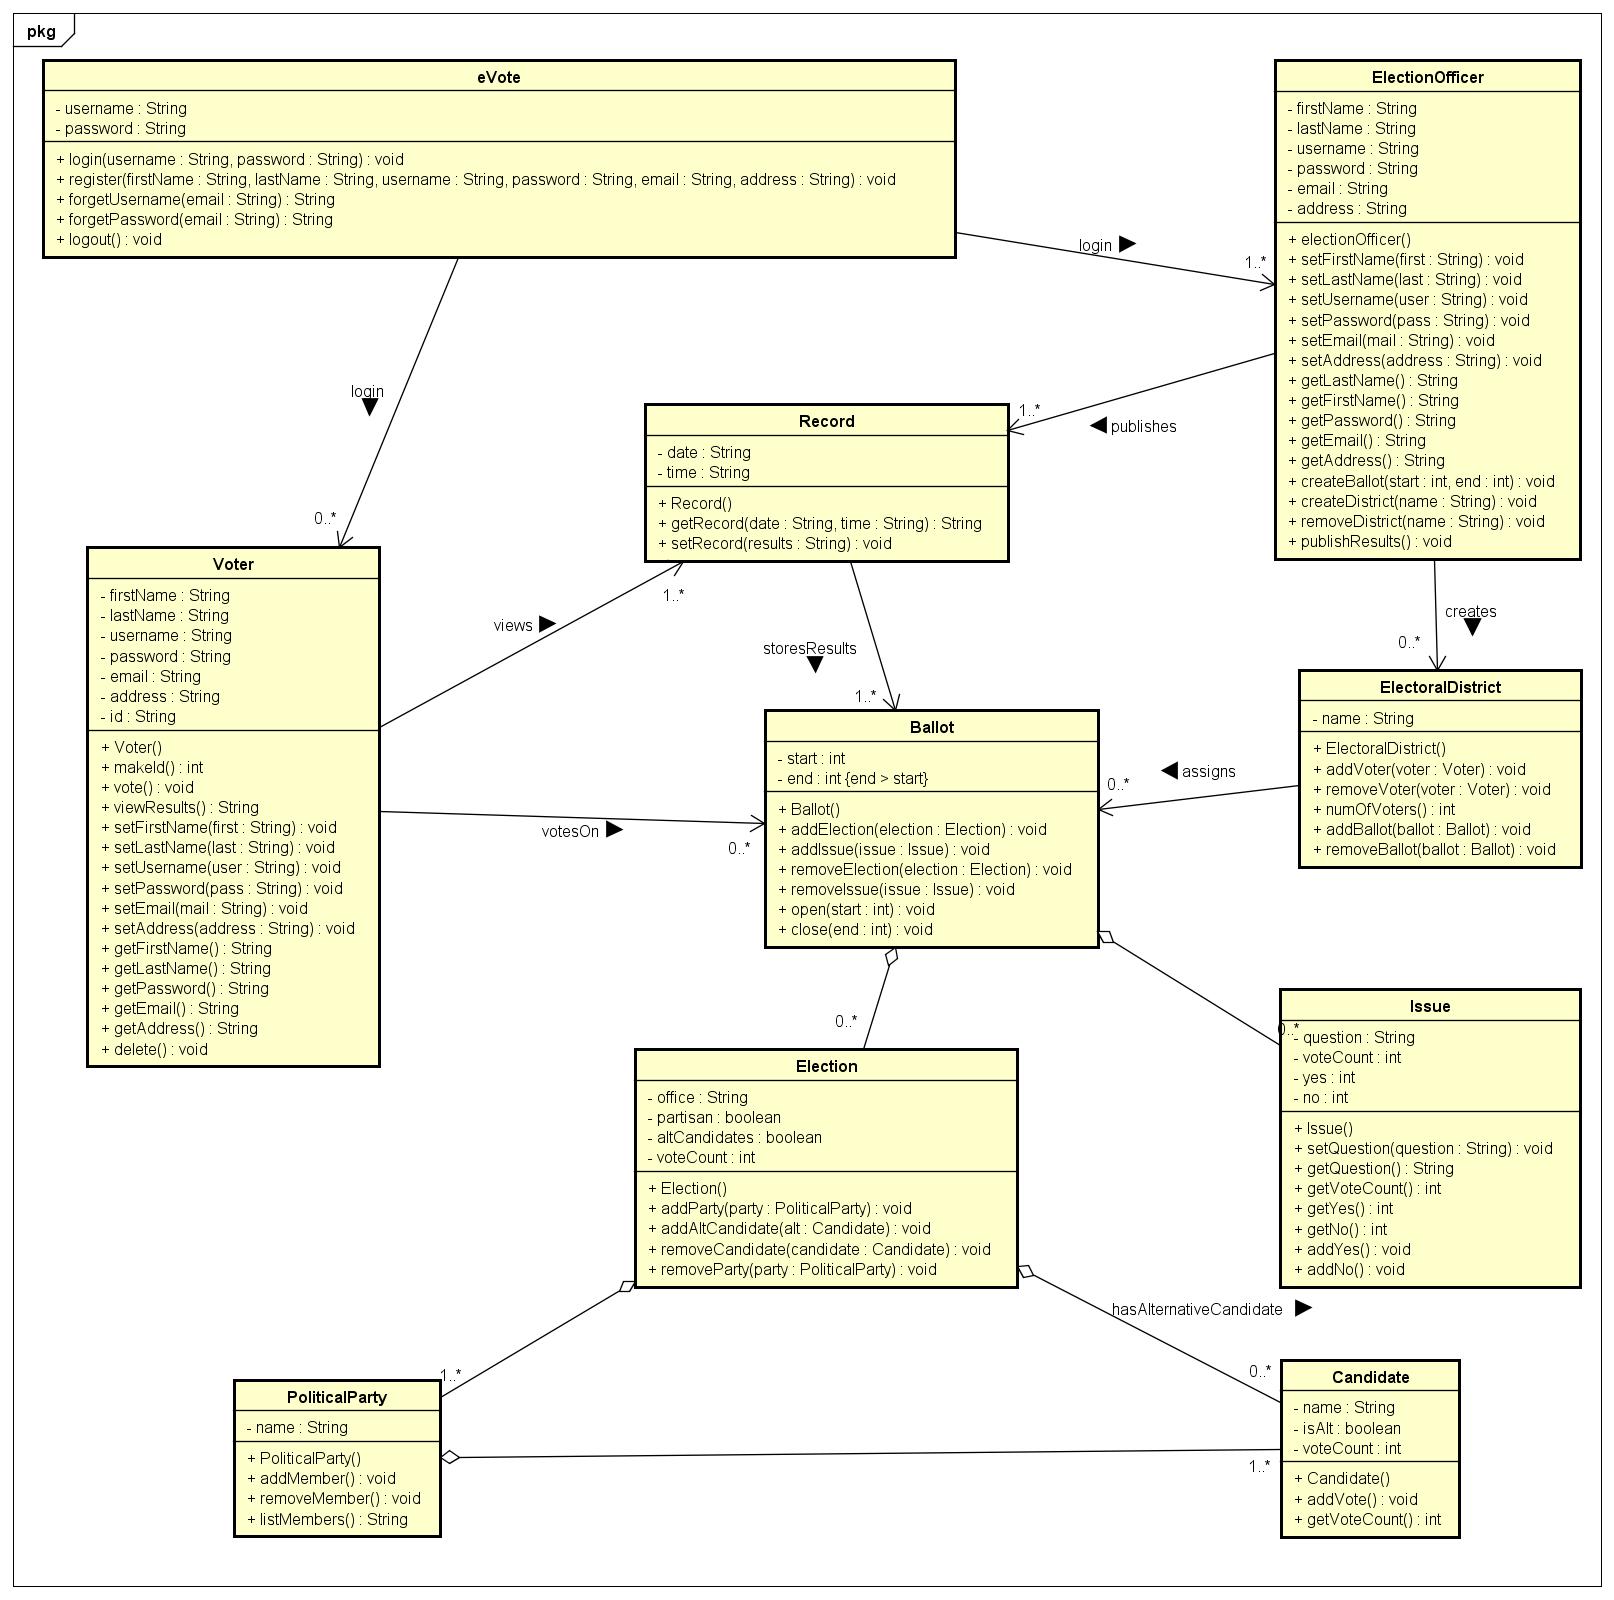 pkg
eVote
- username : String
- password : String
+ login(username : String, password : String) : void
+ register(firstName : String, lastName : String, username : String, password : String, email : String, address : String) : void
+ forgetUsername(email : String) : String
+ forgetPassword(email : String) : String
+ logout() : void
ElectionOfficer
- firstName : String
- lastName : String
- username : String
- password : String
- email : String
- address : String
+ electionOfficer()
+ setFirstName(first : String) : void
+ setLastName(last : String) : void
+ setUsername(user : String) : void
+ setPassword(pass : String) : void
+ setEmail(mail : String) : void
+ setAddress(address : String) : void
+ getLastName() : String
+ getFirstName() : String
+ getPassword() : String
+ getEmail() : String
+ getAddress() : String
+ createBallot(start : int, end : int) : void
+ createDistrict(name : String) : void
+ removeDistrict(name : String) : void
+ publishResults() : void
login
1..*
login
0..*
Record
- date : String
- time : String
+ Record()
+ getRecord(date : String, time : String) : String
+ setRecord(results : String) : void
1..*
publishes
Voter
- firstName : String
- lastName : String
- username : String
- password : String
- email : String
- address : String
- id : String
+ Voter()
+ makeId() : int
+ vote() : void
+ viewResults() : String
+ setFirstName(first : String) : void
+ setLastName(last : String) : void
+ setUsername(user : String) : void
+ setPassword(pass : String) : void
+ setEmail(mail : String) : void
+ setAddress(address : String) : void
+ getFirstName() : String
+ getLastName() : String
+ getPassword() : String
+ getEmail() : String
+ getAddress() : String
+ delete() : void
views
1..*
storesResults
1..*
creates
0..*
ElectoralDistrict
- name : String
+ ElectoralDistrict()
+ addVoter(voter : Voter) : void
+ removeVoter(voter : Voter) : void
+ numOfVoters() : int
+ addBallot(ballot : Ballot) : void
+ removeBallot(ballot : Ballot) : void
Ballot
- start : int
- end : int {end > start}
+ Ballot()
+ addElection(election : Election) : void
+ addIssue(issue : Issue) : void
+ removeElection(election : Election) : void
+ removeIssue(issue : Issue) : void
+ open(start : int) : void
+ close(end : int) : void
assigns
0..*
votesOn
0..*
0..*
0..*
Issue
- question : String
- voteCount : int
- yes : int
- no : int
+ Issue()
+ setQuestion(question : String) : void
+ getQuestion() : String
+ getVoteCount() : int
+ getYes() : int
+ getNo() : int
+ addYes() : void
+ addNo() : void
Election
- office : String
- partisan : boolean
- altCandidates : boolean
- voteCount : int
+ Election()
+ addParty(party : PoliticalParty) : void
+ addAltCandidate(alt : Candidate) : void
+ removeCandidate(candidate : Candidate) : void
+ removeParty(party : PoliticalParty) : void
hasAlternativeCandidate
1..*
0..*
PoliticalParty
- name : String
+ PoliticalParty()
+ addMember() : void
+ removeMember() : void
+ listMembers() : String
1..*
Candidate
- name : String
- isAlt : boolean
- voteCount : int
+ Candidate()
+ addVote() : void
+ getVoteCount() : int